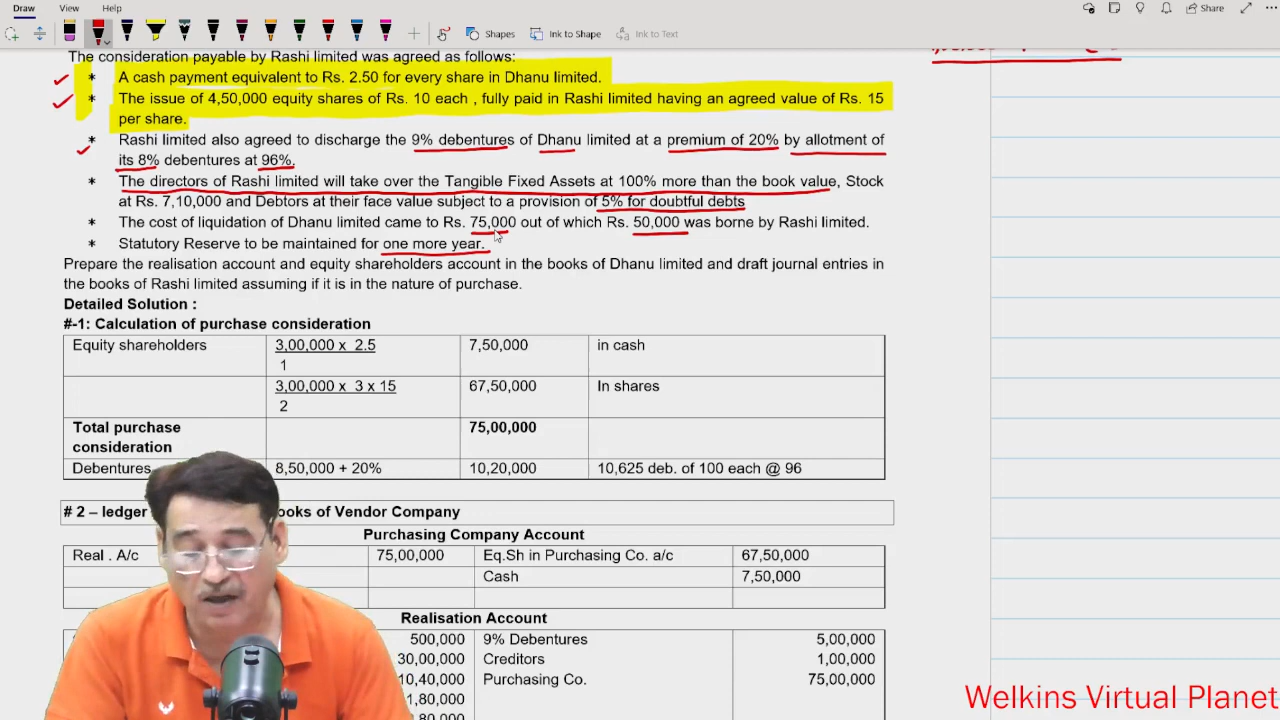 Draw View Help
Share
Shapes Ink to Shape Ink to Text
The consideration payable by Rashi limited was agreed as follows:
* A cash payment equivalent to Rs. 2.50 for every share in Dhanu limited.
* The issue of 4,50,000 equity shares of Rs. 10 each , fully paid in Rashi limited having an agreed value of Rs. 15
per share.
* Rashi limited also agreed to discharge the 9% debentures of Dhanu limited at a premium of 20% by allotment of
its 8% debentures at 96%.
* The directors of Rashi limited will take over the Tangible Fixed Assets at 100% more than the book value, Stock
at Rs. 7,10,000 and Debtors at their face value subject to a provision of 5% for doubtful debts
* The cost of liquidation of Dhanu limited came to Rs. 75,000 out of which Rs. 50,000 was borne by Rashi limited.
* Statutory Reserve to be maintained for one more year.
Prepare the realisation account and equity shareholders account in the books of Dhanu limited and draft journal entries in
the books of Rashi limited assuming if it is in the nature of purchase.
Detailed Solution :
#-1: Calculation of purchase consideration
Equity shareholders 3,00,000 x 2.5 7,50,000 in cash
1
3,00,000 x 3 x 15 67,50,000 In shares
2
Total purchase 75,00,000
consideration
Debentures 8,50,000 + 20% 10,20,000 10,625 deb. of 100 each @ 96
# 2 – ledger ooks of Vendor Company
Purchasing Company Account
Real . A/c 75,00,000 Eq.Sh in Purchasing Co. a/c 67,50,000
Cash 7,50,000
Realisation Account
500,000 9% Debentures 5,00,000
30,00,000 Creditors 1,00,000
10,40,000 Purchasing Co. 75,00,000
1,80,000
Welkins Virtual Planet